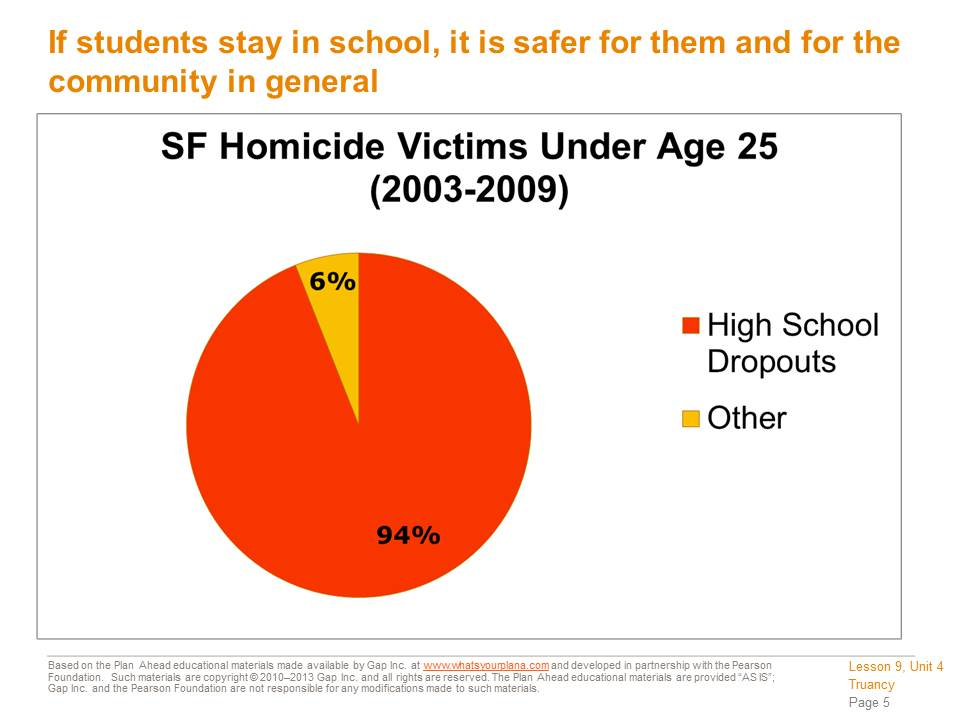 If students stay in school, it is safer for them and for the
community in general
SF Homicide Victims Under Age 25
(2003-2009)
6%
94%
High School
Dropouts
Other
Based on the Plan Ahead educational materials made available by Gap Inc. at www.whatsyourplana.com and developed in partnership with the Pearson
Foundation. Such materials are copyright © 2010–2013 Gap Inc. and all rights are reserved. The Plan Ahead educational materials are provided “AS IS”;
Gap Inc. and the Pearson Foundation are not responsible for any modifications made to such materials.
Lesson 9, Unit 4
Truancy
Page 5